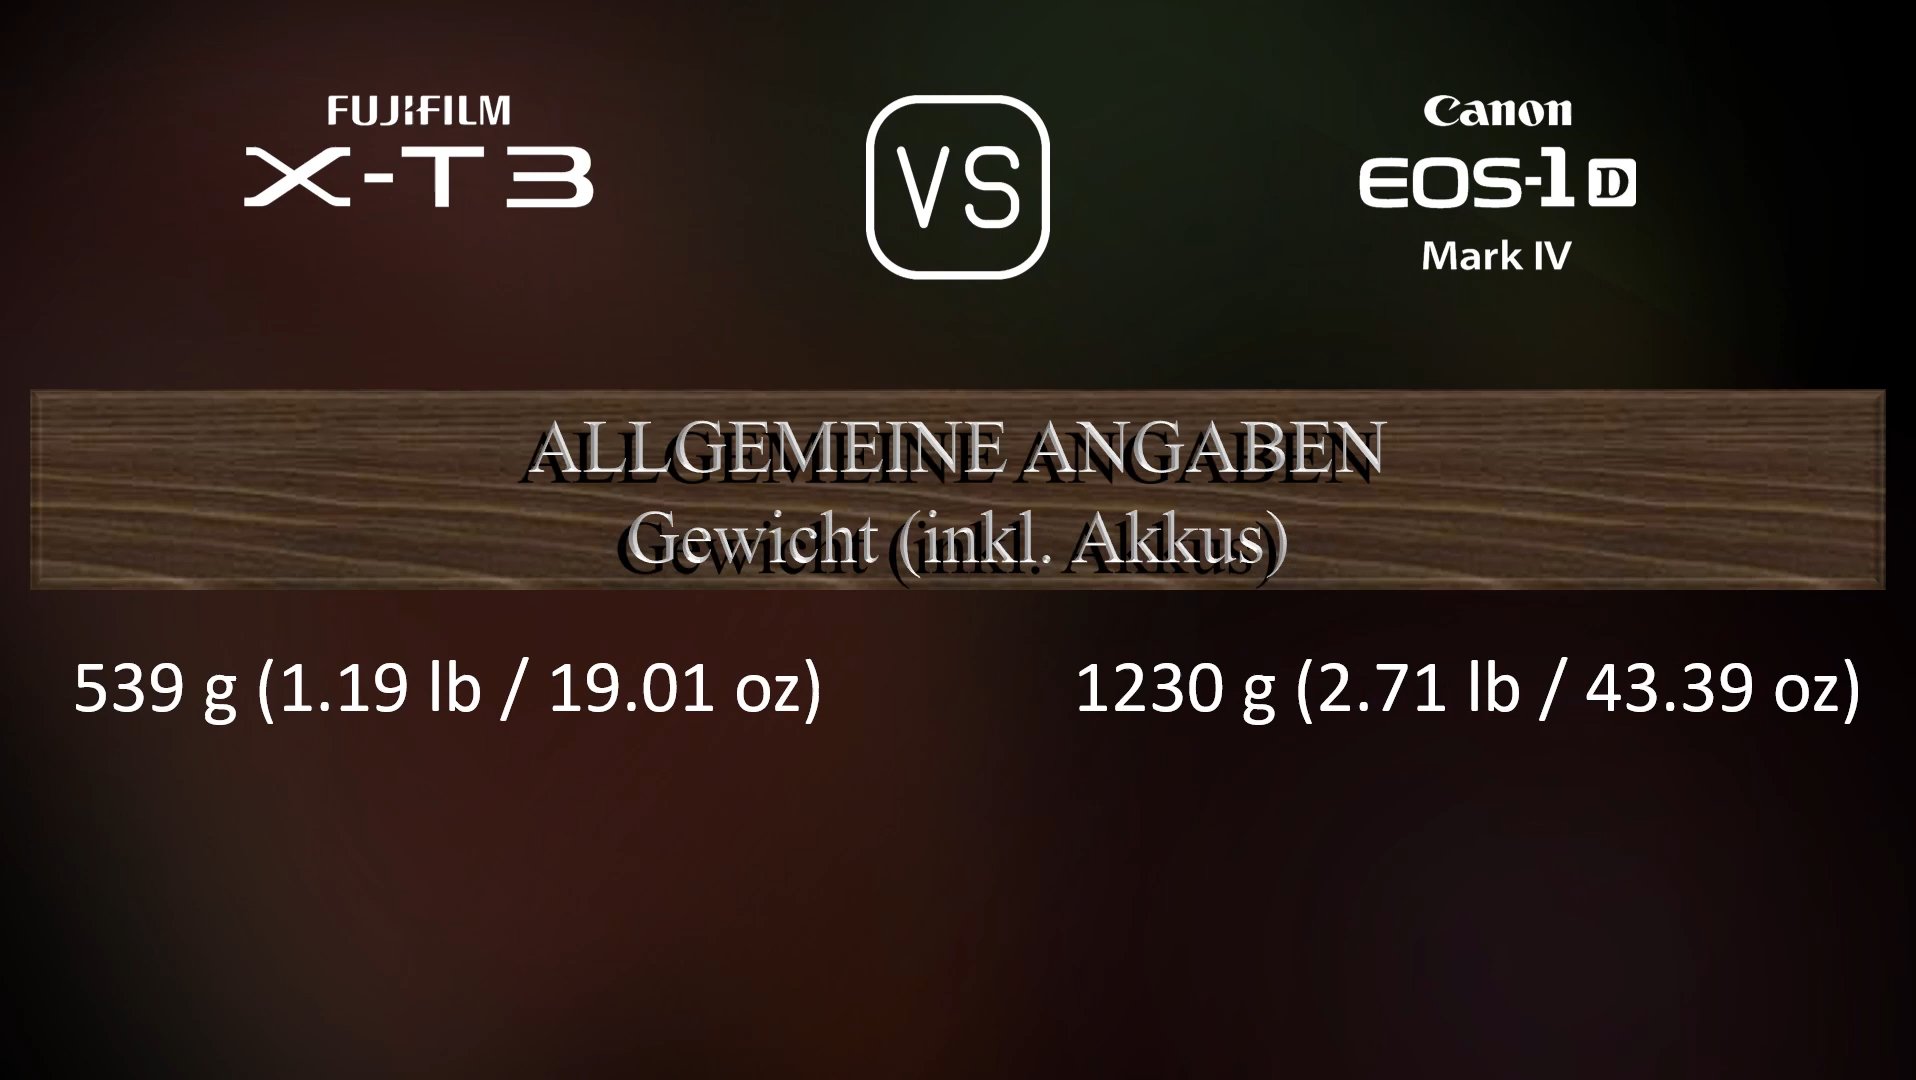 FUJIFILM
X-T3
VS
Canon
EOS-1D
Mark IV
ALLGEMEINE ANGABEN
Gewicht (inkl. Akkus)
539 g (1.19 lb / 19.01 oz)
1230 g (2.71 lb / 43.39 oz)